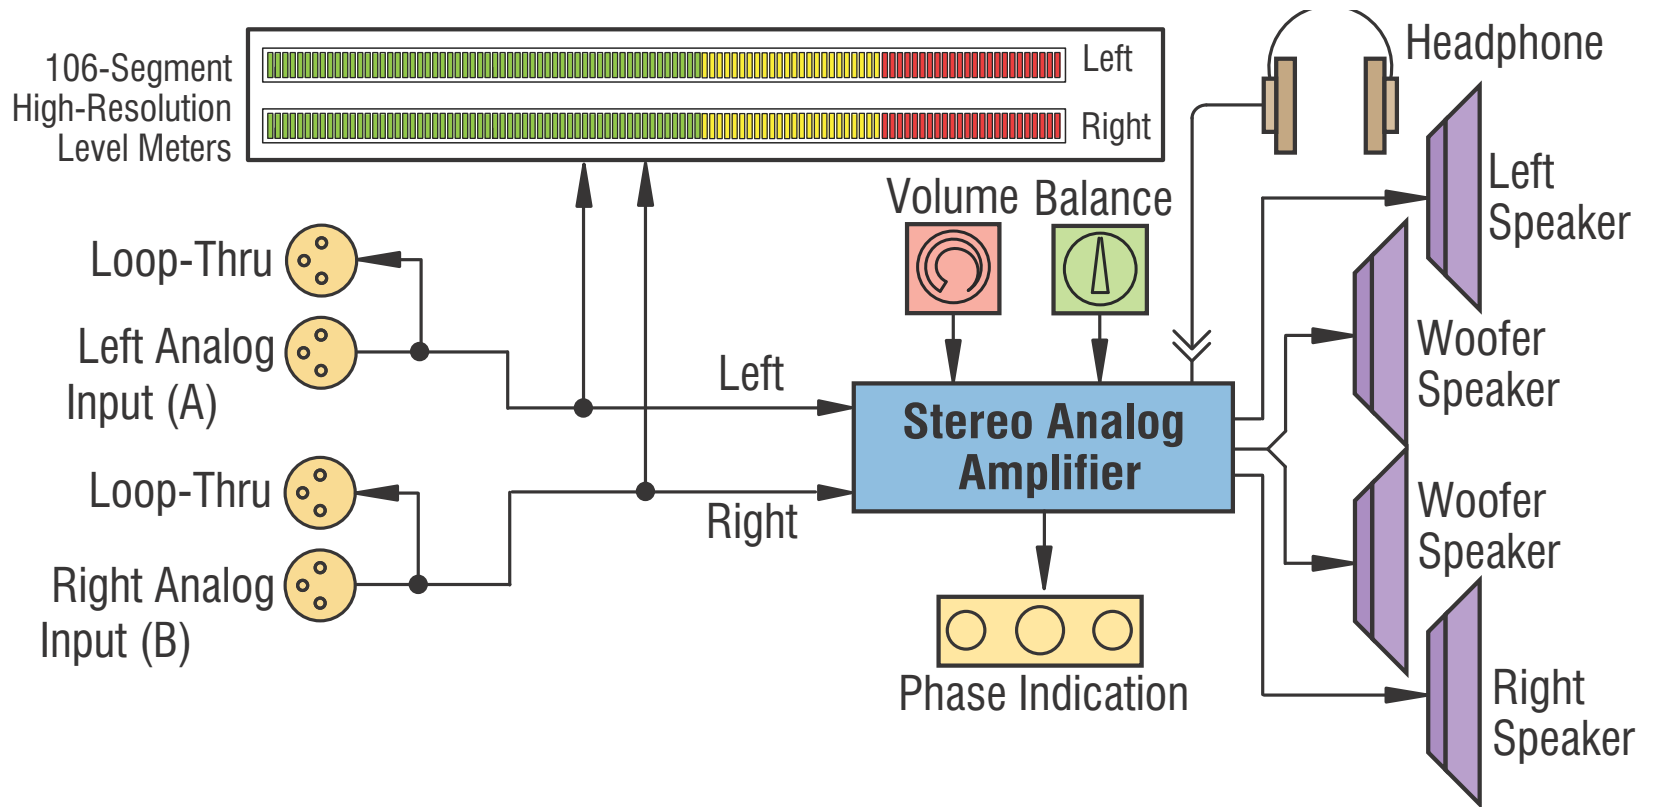 106-Segment
High-Resolution
Level Meters
Left
Right
Headphone
Left
Speaker
Volume
Balance
Loop-Thru
Left Analog
Input (A)
Left
Stereo Analog
Amplifier
Woofer
Speaker
Loop-Thru
Right
Woofer
Speaker
Right Analog
Input (B)
Phase Indication
Right
Speaker